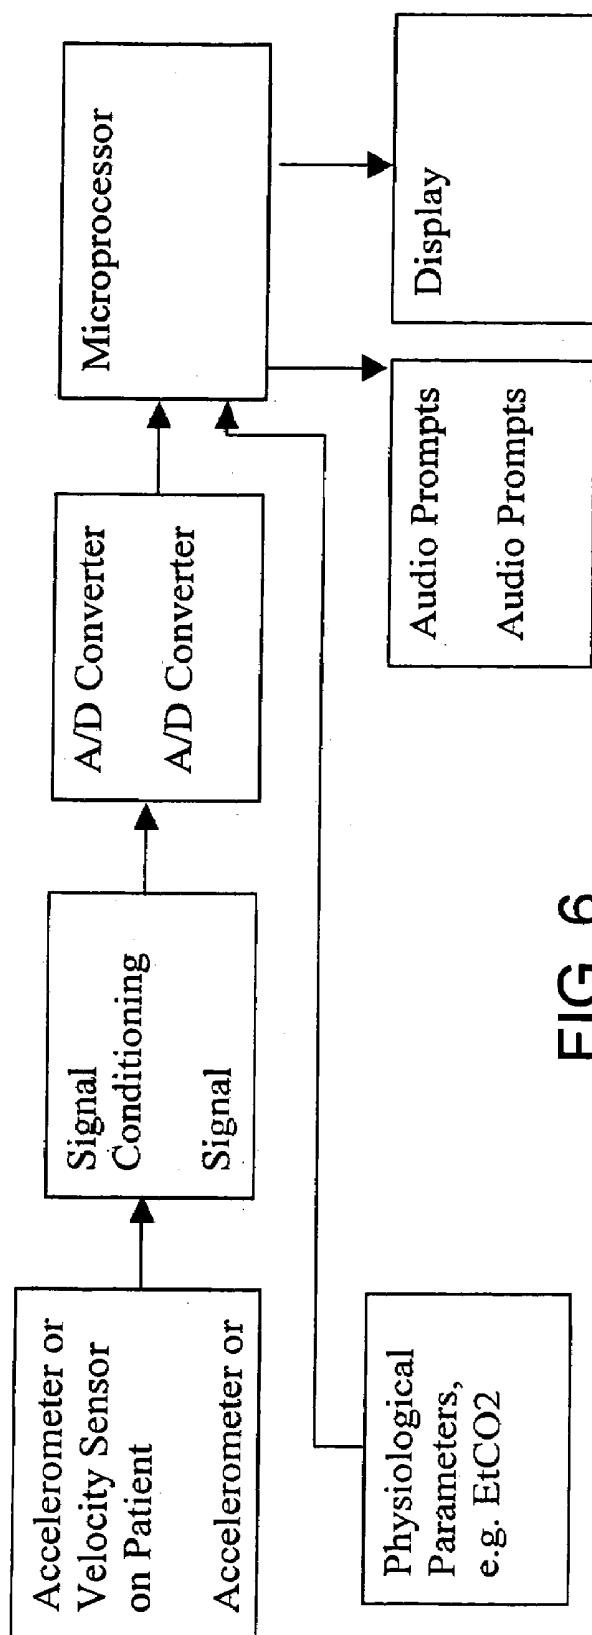 Accelerometer or
Velocity Sensor
on Patient
Accelerometer or
Signal
Conditioning
Signal
A/D Converter
A/D Converter
Microprocessor
Physiological
Parameters,
e.g. EtCO2
Audio Prompts
Audio Prompts
Display
FIG. 6